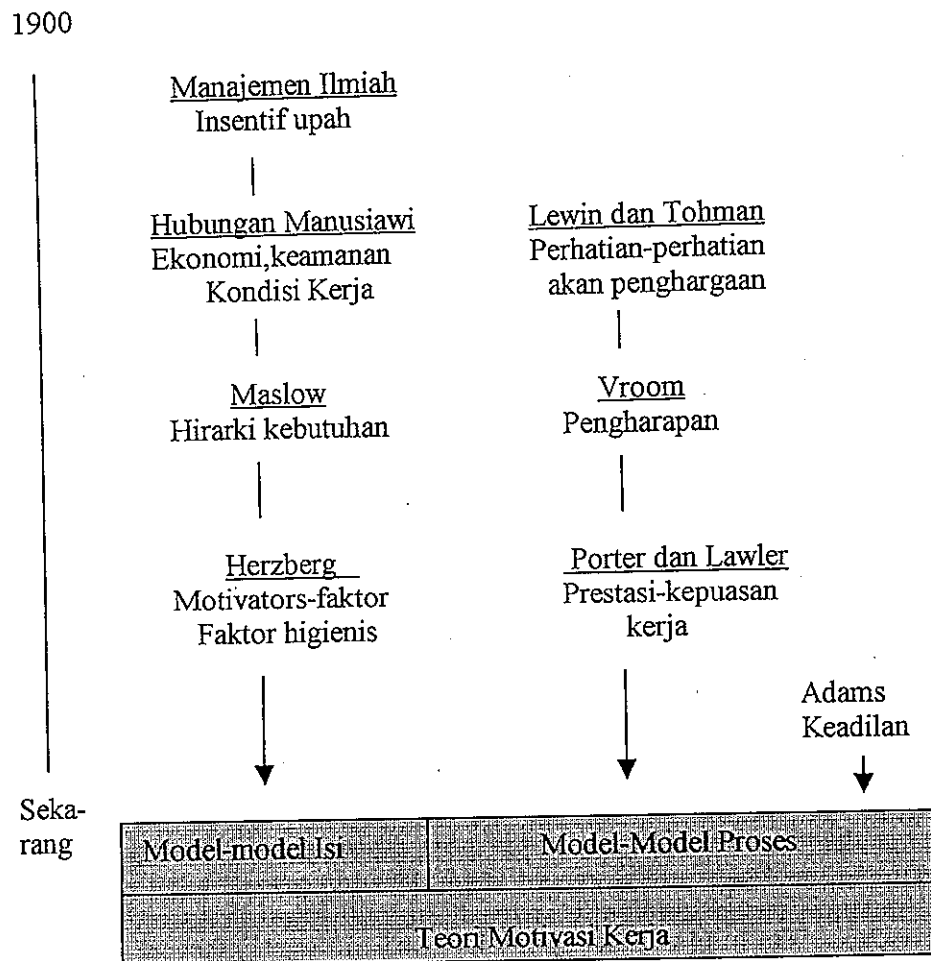 1900
Manajemen Ilmiah
Insentif upah
Hubungan Manusiawi
Ekonomi,keamanan
Kondisi Kerja
Maslow
Hirarki kebutuhan
Herzberg
Motivators-faktor
Faktor higienis
Lewin dan Tohman
Perhatian-perhatian
akan penghargaan
Vroom
Pengharapan
Porter dan Lawler
Prestasi-kepuasan
kerja
Adams
Keadilan
Seka-
rang
Model-model Isi
Model-Model Proses
Teori Motivasi Kerja